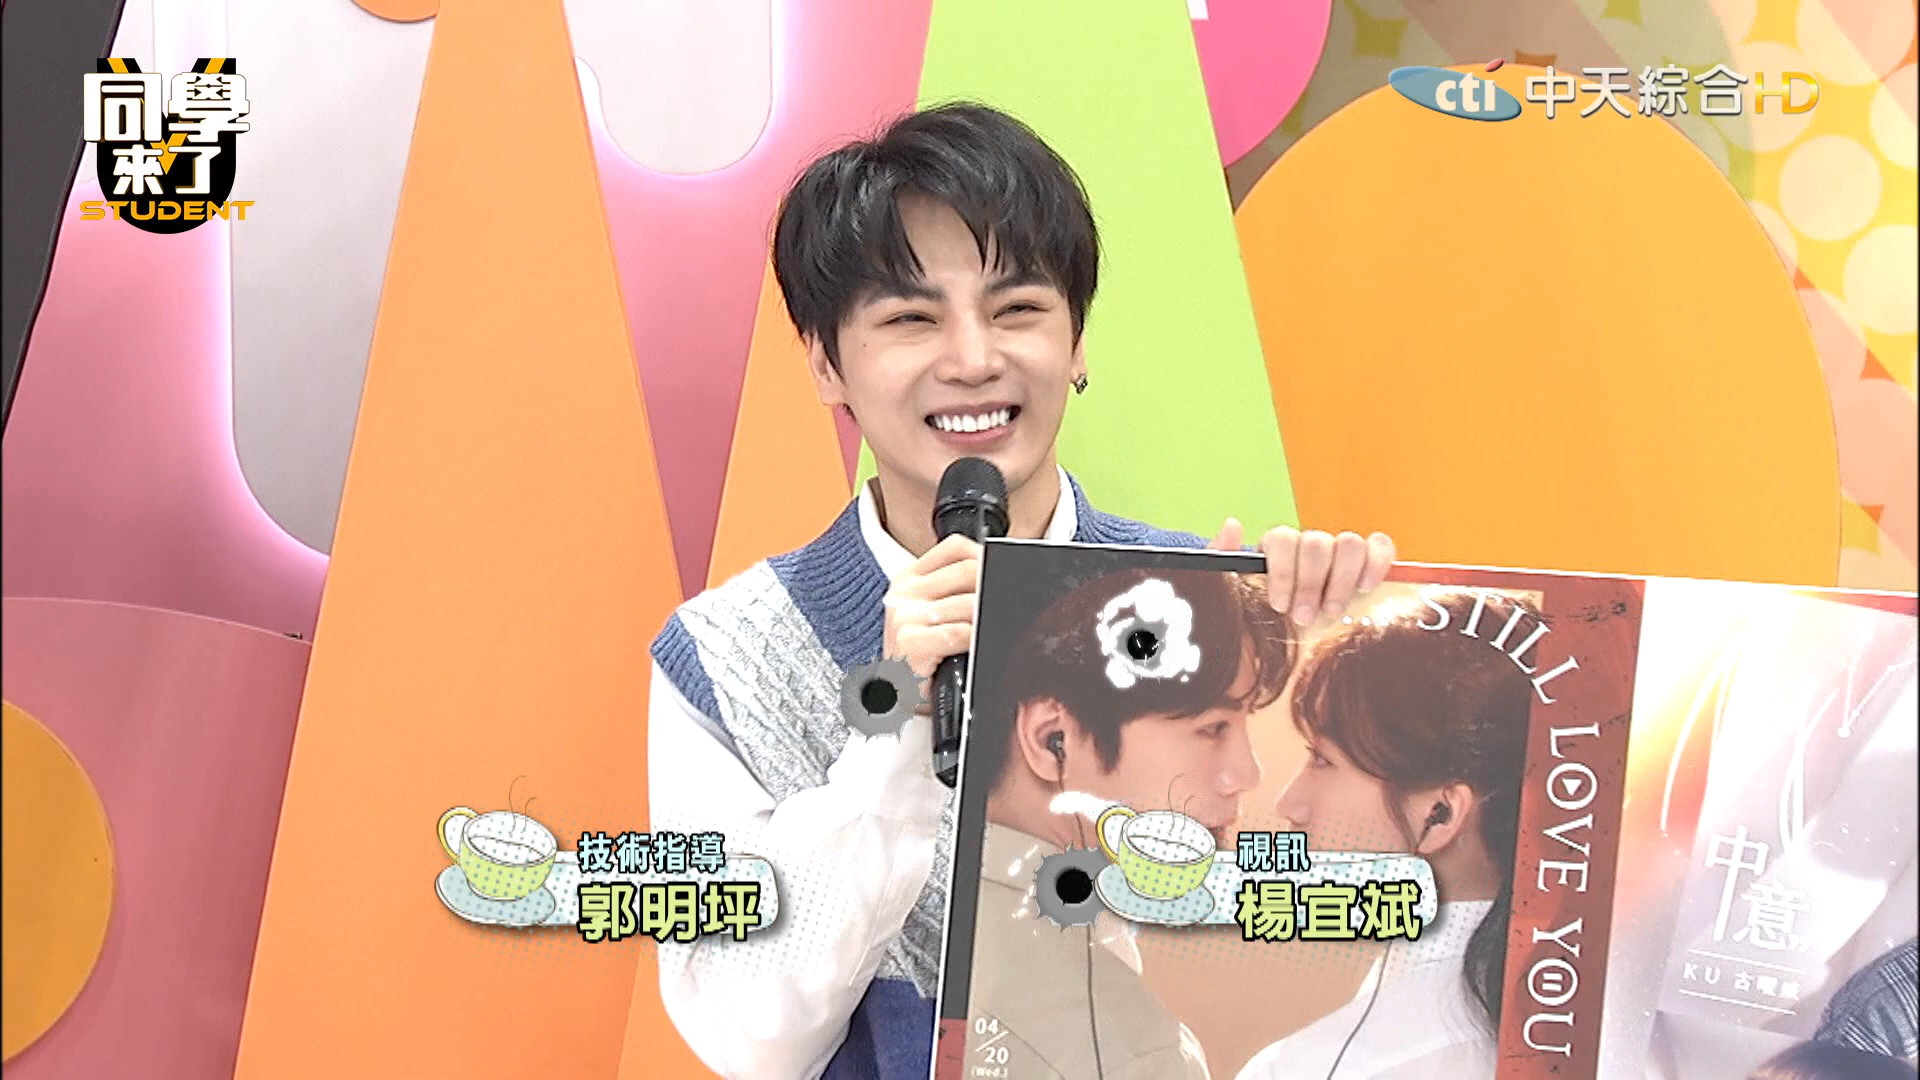 同學
來了
STUDENT
cti 中天綜合HD
... STILL LOVE YOU
中意
KU 古曜威
04/20
(Wed.)
技術指導
郭明坪
視訊
楊宜斌